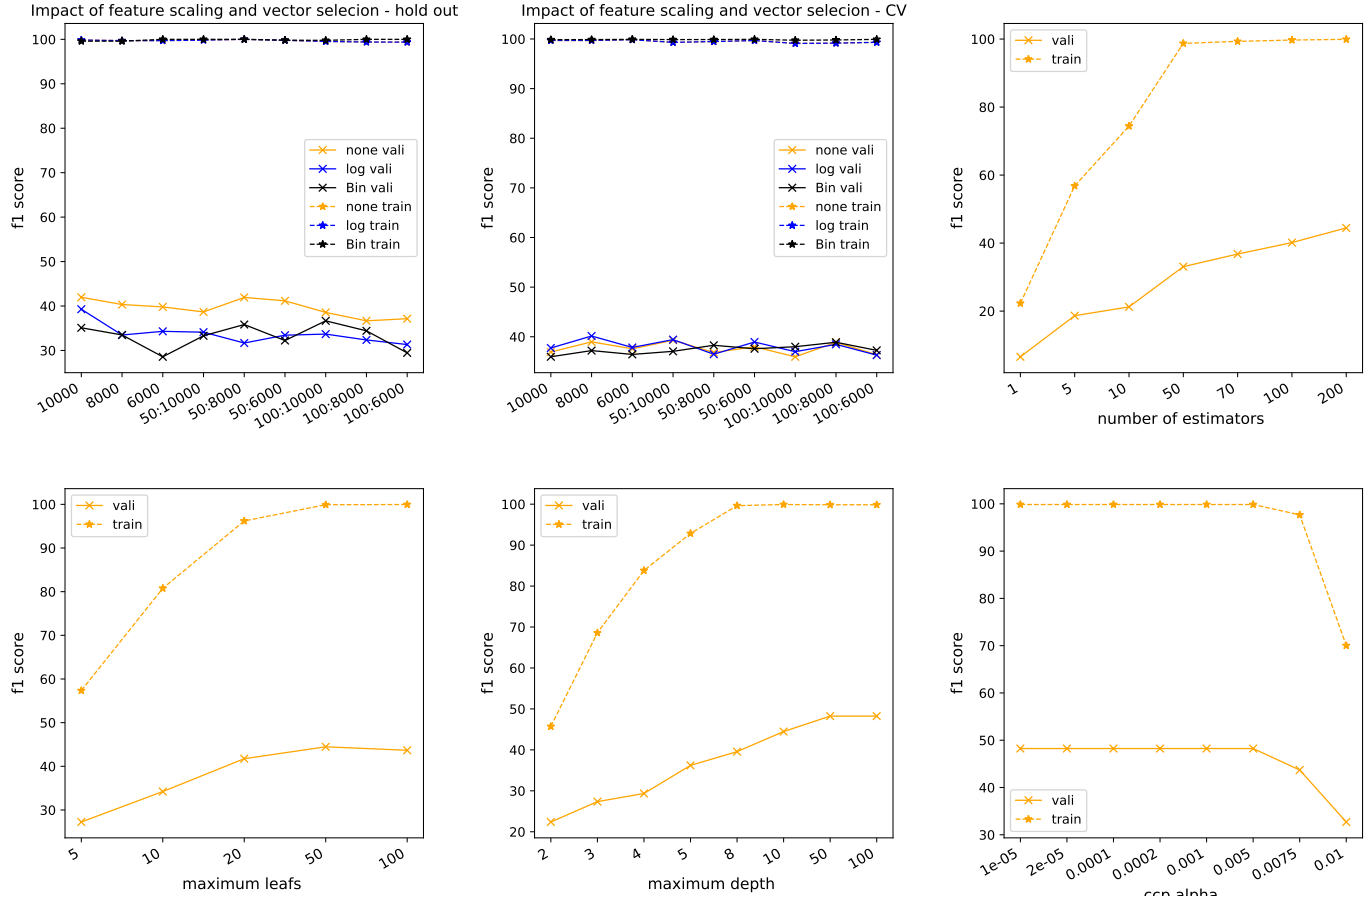 Impact of feature scaling and vector selecion - hold out
f1 score
100
90
80
70
60
50
40
30
none vali
log vali
Bin vali
none train
log train
Bin train
10000
8000
6000
50:10000
50:8000
50:6000
100:10000
100:8000
100:6000
Impact of feature scaling and vector selecion - CV
f1 score
100
90
80
70
60
50
40
none vali
log vali
Bin vali
none train
log train
Bin train
10000
8000
6000
50:10000
50:8000
50:6000
100:10000
100:8000
100:6000
f1 score
100
80
60
40
20
vali
train
1
5
10
50
70
100
200
number of estimators
f1 score
100
90
80
70
60
50
40
30
vali
train
5
10
20
50
100
maximum leafs
f1 score
100
90
80
70
60
50
40
30
20
vali
train
2
3
4
5
8
10
50
100
maximum depth
f1 score
100
90
80
70
60
50
40
30
vali
train
1e-05
2e-05
0.0001
0.0002
0.001
0.005
0.0075
0.01
ccp alpha